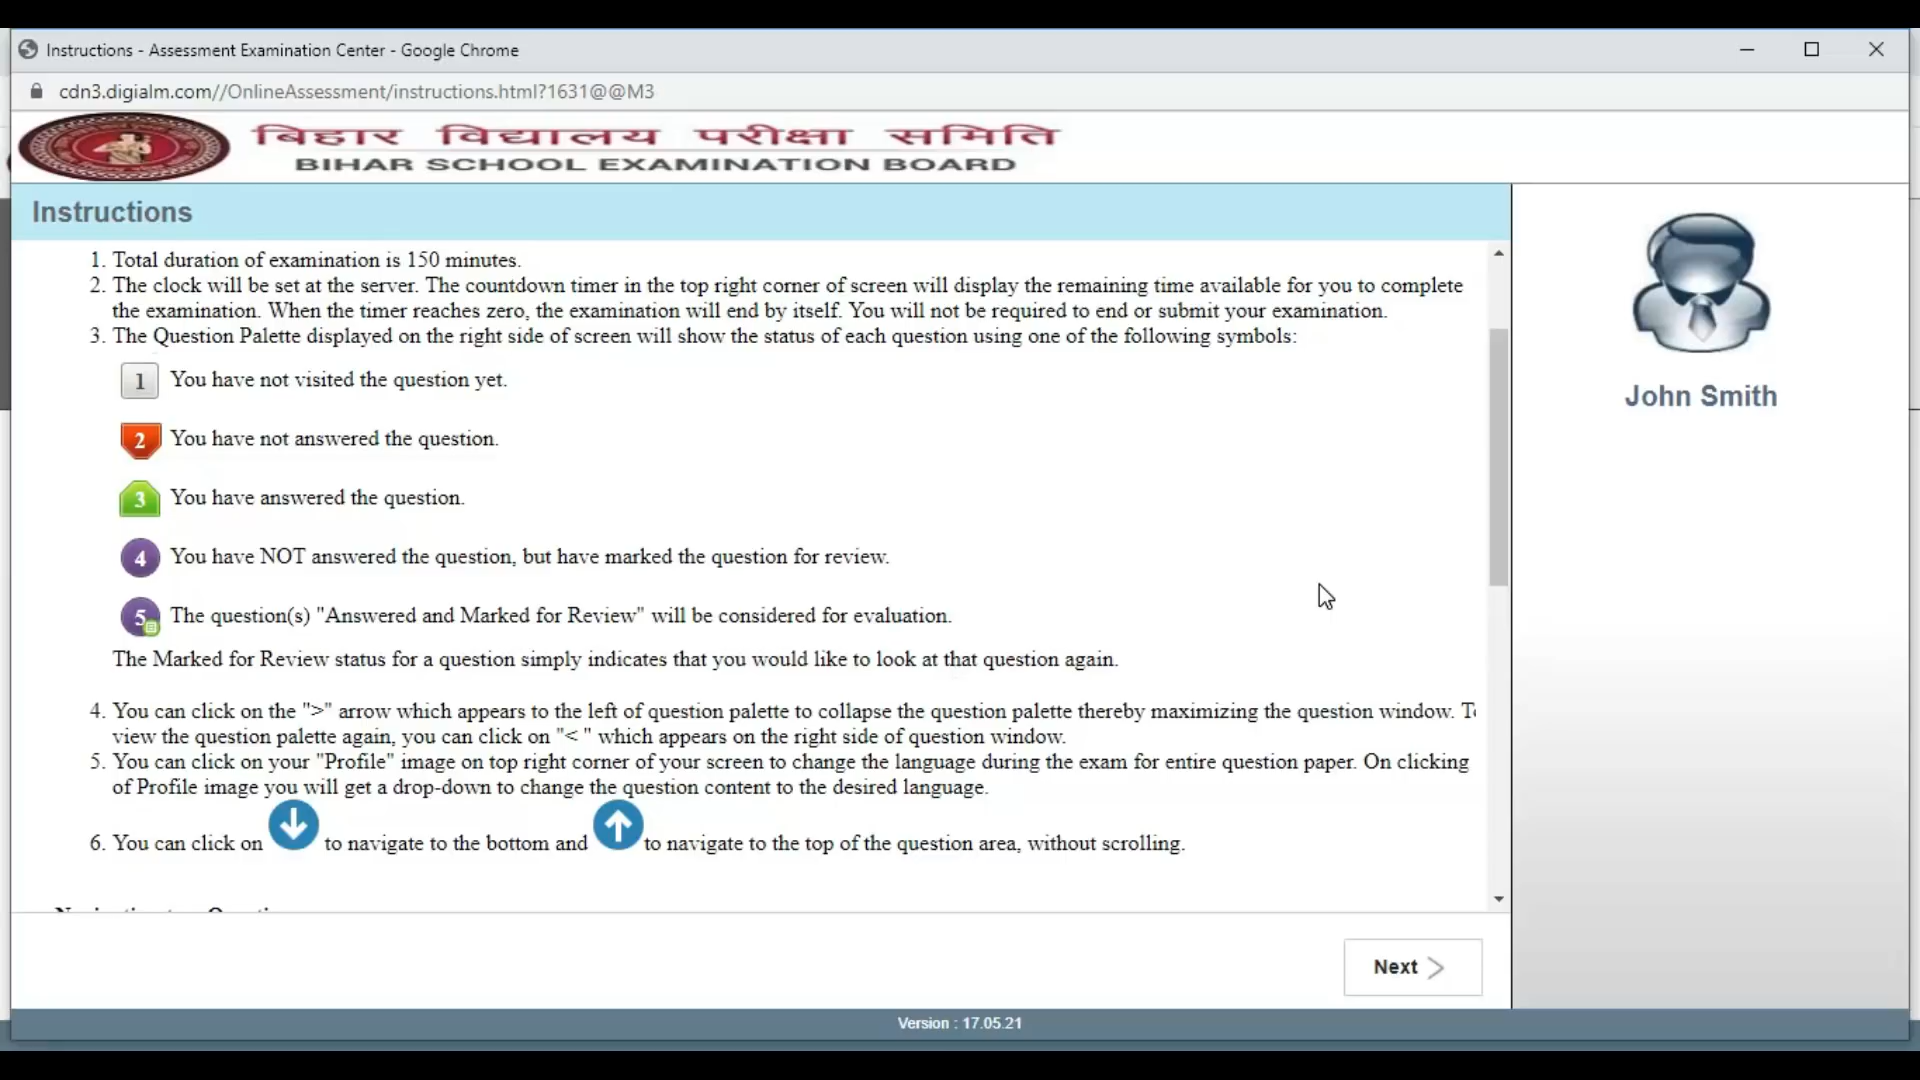 Instructions - Assessment Examination Center - Google Chrome
cdn3.digialm.com//OnlineAssessment/instructions.html?1631@@M3
बिहार विद्यालय परीक्षा समिति
BIHAR SCHOOL EXAMINATION BOARD
Instructions
1. Total duration of examination is 150 minutes.
2. The clock will be set at the server. The countdown timer in the top right corner of screen will display the remaining time available for you to complete
the examination. When the timer reaches zero, the examination will end by itself. You will not be required to end or submit your examination.
3. The Question Palette displayed on the right side of screen will show the status of each question using one of the following symbols:
1 You have not visited the question yet.
2 You have not answered the question.
3 You have answered the question.
4 You have NOT answered the question, but have marked the question for review.
5 The question(s) "Answered and Marked for Review" will be considered for evaluation.
The Marked for Review status for a question simply indicates that you would like to look at that question again.
4. You can click on the ">" arrow which appears to the left of question palette to collapse the question palette thereby maximizing the question window.
view the question palette again, you can click on "< " which appears on the right side of question window.
5. You can click on your "Profile" image on top right corner of your screen to change the language during the exam for entire question paper. On clicking
of Profile image you will get a drop-down to change the question content to the desired language.
6. You can click on to navigate to the bottom and to navigate to the top of the question area, without scrolling.
Next
John Smith
Version : 17.05.21